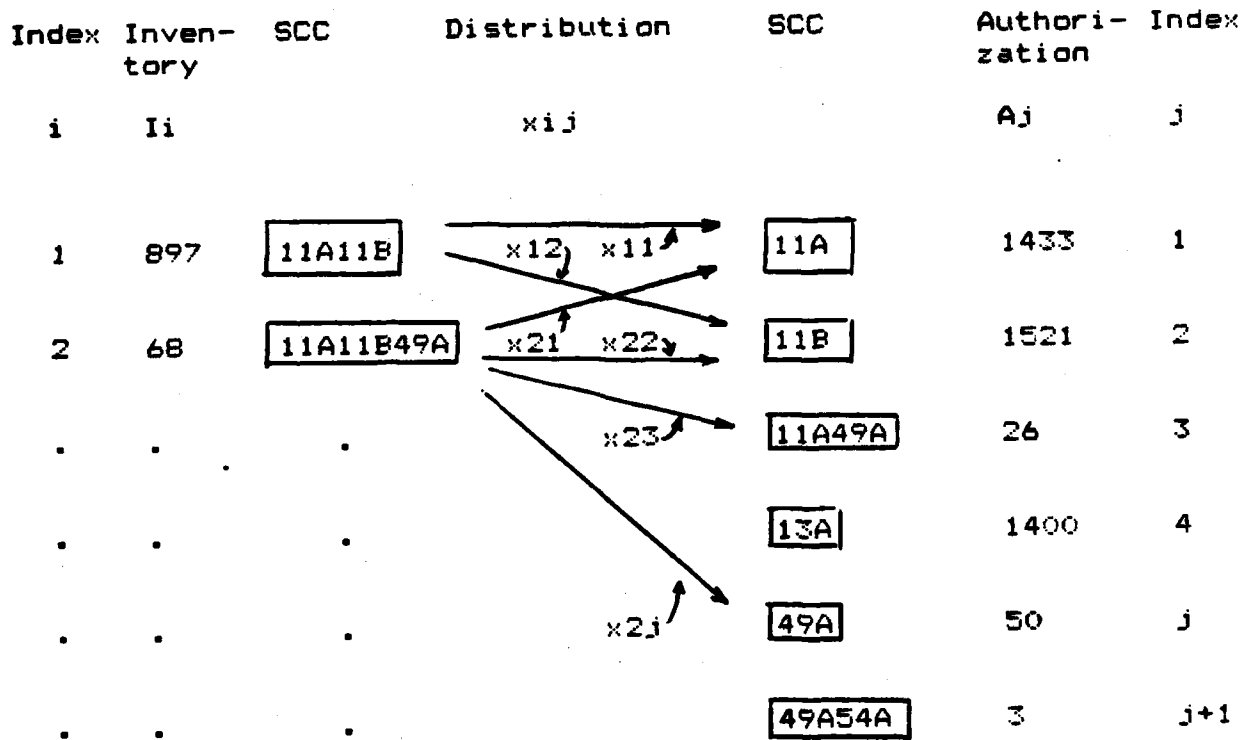 Index Inven- SCC Distribution SCC Authori- Index
tory zation
i Ii xij Aj j
1 897 11A11B x12 x11 11A 1433 1
2 68 11A11B49A x21 x22 11B 1521 2
. . . x23 11A49A 26 3
. . . 13A 1400 4
. . . x2j 49A 50 j
. . . 49A54A 3 j+1